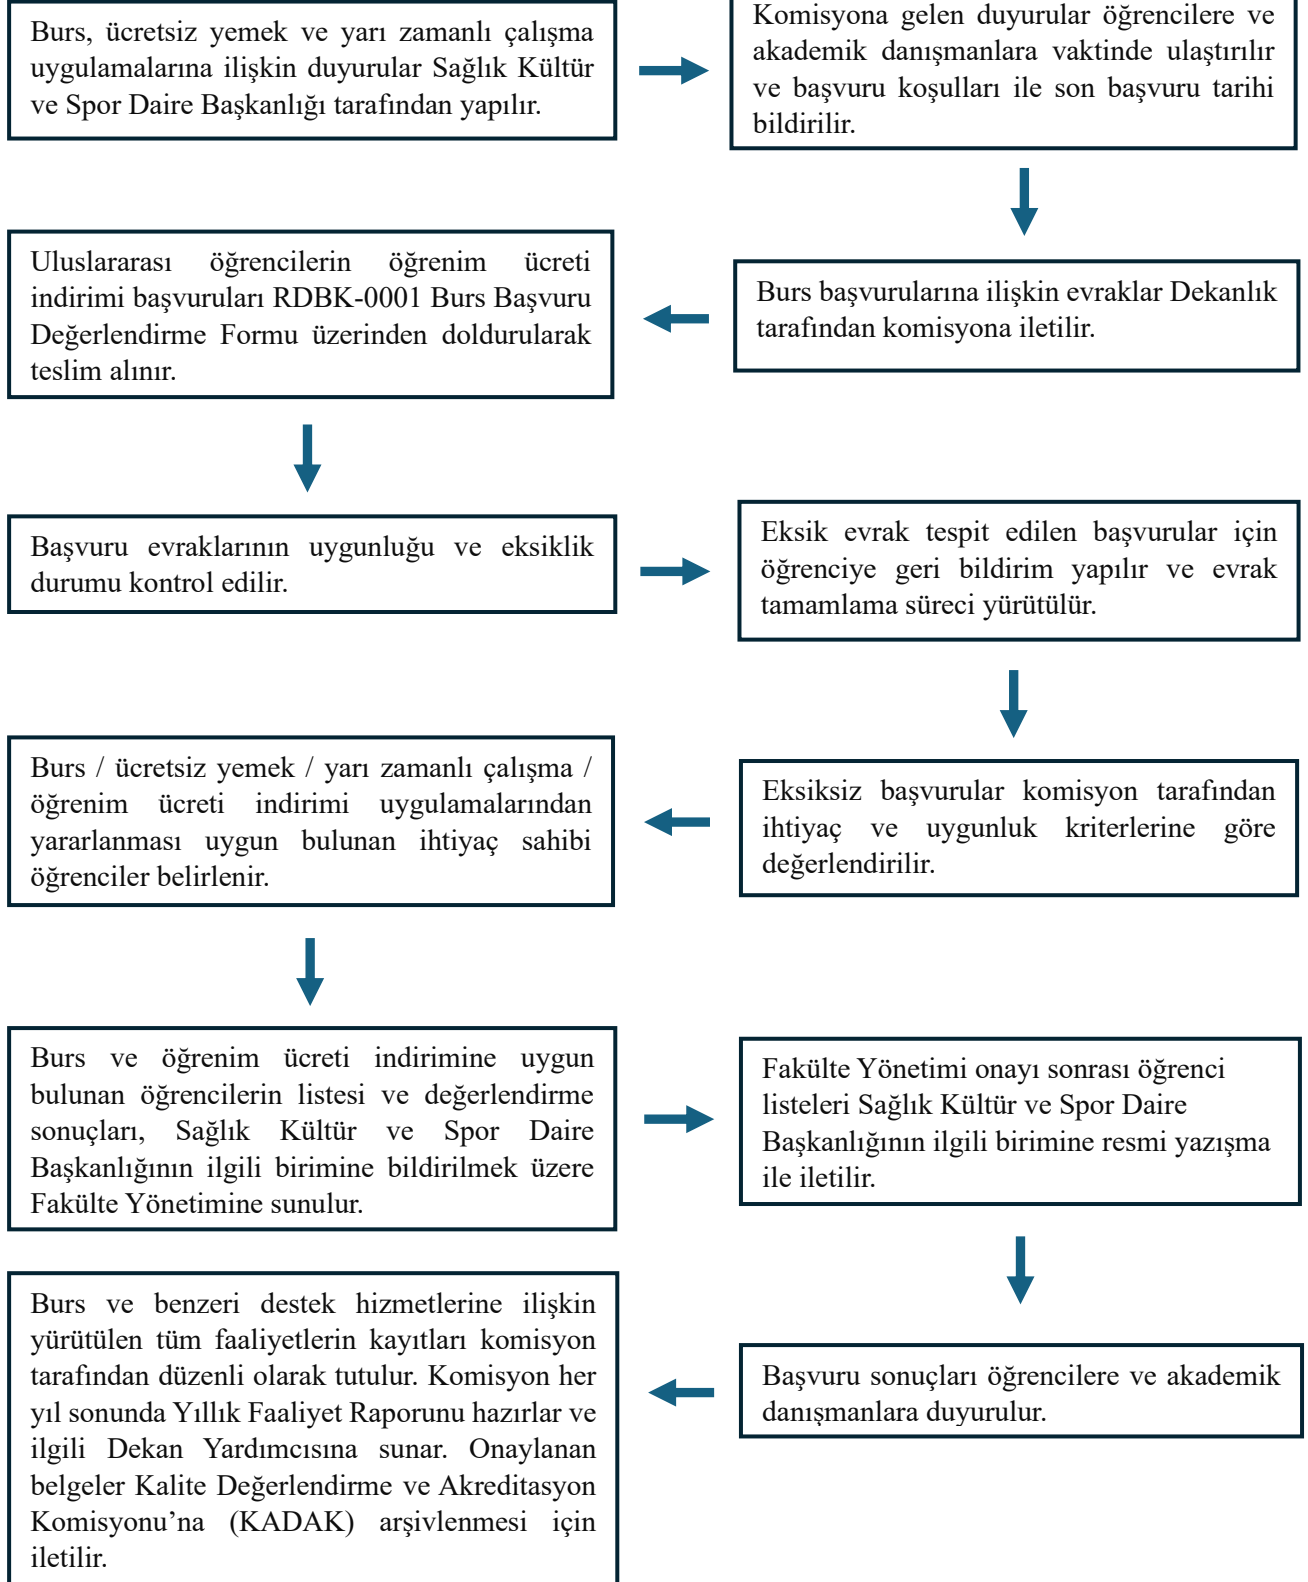 Burs, ücretsiz yemek ve yarı zamanlı çalışma
uygulamalarına ilişkin duyurular Sağlık Kültür
ve Spor Daire Başkanlığı tarafından yapılır.
Komisyona gelen duyurular öğrencilere ve
akademik danışmanlara vaktinde ulaştırılır
ve başvuru koşulları ile son başvuru tarihi
bildirilir.
Burs başvurularına ilişkin evraklar Dekanlık
tarafından komisyona iletilir.
Uluslararası öğrencilerin öğrenim ücreti
indirimi başvuruları RDBK-0001 Burs Başvuru
Değerlendirme Formu üzerinden doldurularak
teslim alınır.
Başvuru evraklarının uygunluğu ve eksiklik
durumu kontrol edilir.
Eksik evrak tespit edilen başvurular için
öğrenciye geri bildirim yapılır ve evrak
tamamlama süreci yürütülür.
Eksiksiz başvurular komisyon tarafından
ihtiyaç ve uygunluk kriterlerine göre
değerlendirilir.
Burs / ücretsiz yemek / yarı zamanlı çalışma /
öğrenim ücreti indirimi uygulamalarından
yararlanması uygun bulunan ihtiyaç sahibi
öğrenciler belirlenir.
Burs ve öğrenim ücreti indirimine uygun
bulunan öğrencilerin listesi ve değerlendirme
sonuçları, Sağlık Kültür ve Spor Daire
Başkanlığının ilgili birimine bildirilmek üzere
Fakülte Yönetimine sunulur.
Fakülte Yönetimi onayı sonrası öğrenci
listeleri Sağlık Kültür ve Spor Daire
Başkanlığının ilgili birimine resmi yazışma
ile iletilir.
Başvuru sonuçları öğrencilere ve akademik
danışmanlara duyurulur.
Burs ve benzeri destek hizmetlerine ilişkin
yürütülen tüm faaliyetlerin kayıtları komisyon
tarafından düzenli olarak tutulur. Komisyon her
yıl sonunda Yıllık Faaliyet Raporunu hazırlar ve
ilgili Dekan Yardımcısına sunar. Onaylanan
belgeler Kalite Değerlendirme ve Akreditasyon
Komisyonu’na (KADAK) arşivlenmesi için
iletilir.